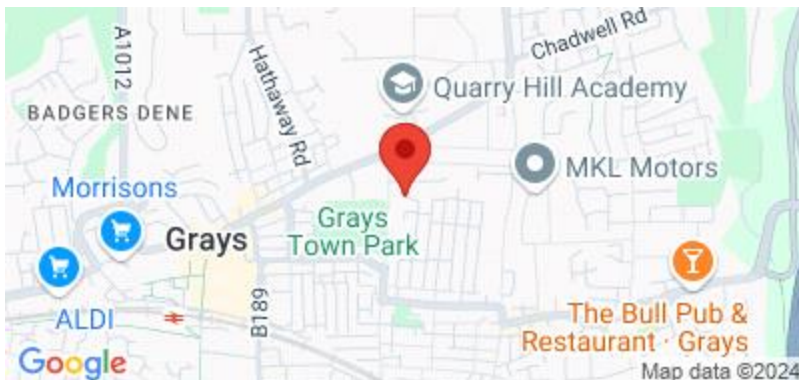 A1012
Hathaway Rd
Chadwell Rd
Quarry Hill Academy
BADGERS DENE
MKL Motors
Morrisons
Grays
Grays
Town Park
ALDI
B189
The Bull Pub &
Restaurant · Grays
Google
Map data ©2024